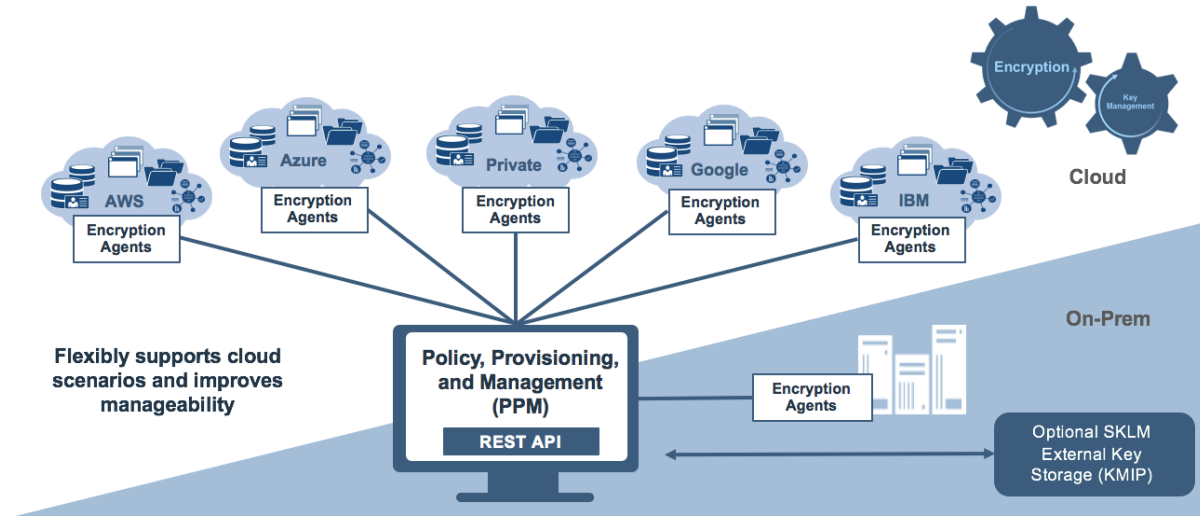 Encryption
Key
Management
Cloud
AWS
Encryption
Agents
Azure
Encryption
Agents
Private
Encryption
Agents
Google
Encryption
Agents
IBM
Encryption
Agents
On-Prem
Flexibly supports cloud
scenarios and improves
manageability
Policy, Provisioning,
and Management
(PPM)
REST API
Encryption
Agents
Optional SKLM
External Key
Storage (KMIP)